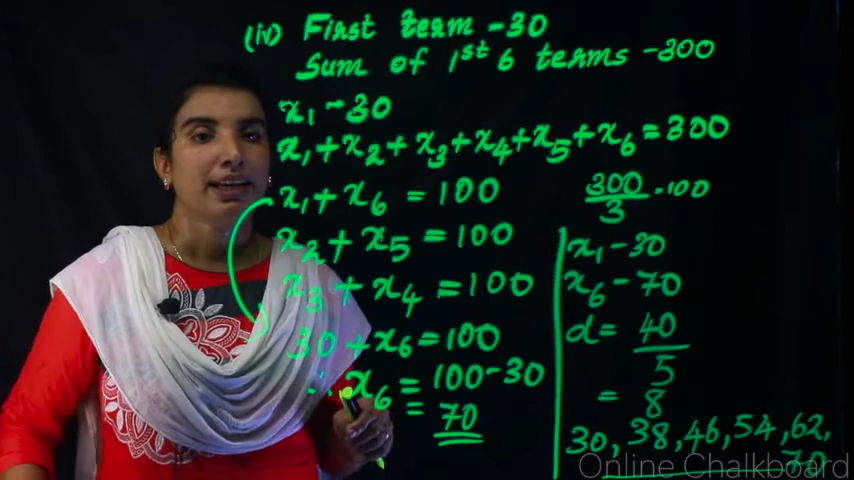 (iv) First term - 30
Sum of 1st 6 terms - 300
x1 - 30
x1 + x2 + x3 + x4 + x5 + x6 = 300
x1 + x6 = 100
x2 + x5 = 100
x3 + x4 = 100
30 + x6 = 100
∴ x6 = 100 - 30
= 70
300/3 - 100
x1 - 30
x6 - 70
d = 40/5
= 8
30, 38, 46, 54, 62,
70
Online Chalkboard